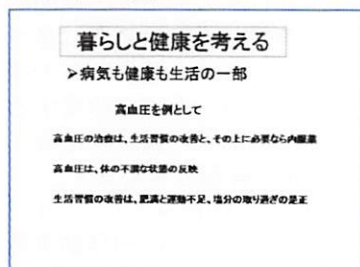 暮らしと健康を考える
➢病気も健康も生活の一部
高血圧を例として
高血圧の治療は、生活習慣の改善と、その上に必要なら内服薬
高血圧は、体の不調な状態の反映
生活習慣の改善は、肥満と運動不足、塩分の取り過ぎの是正